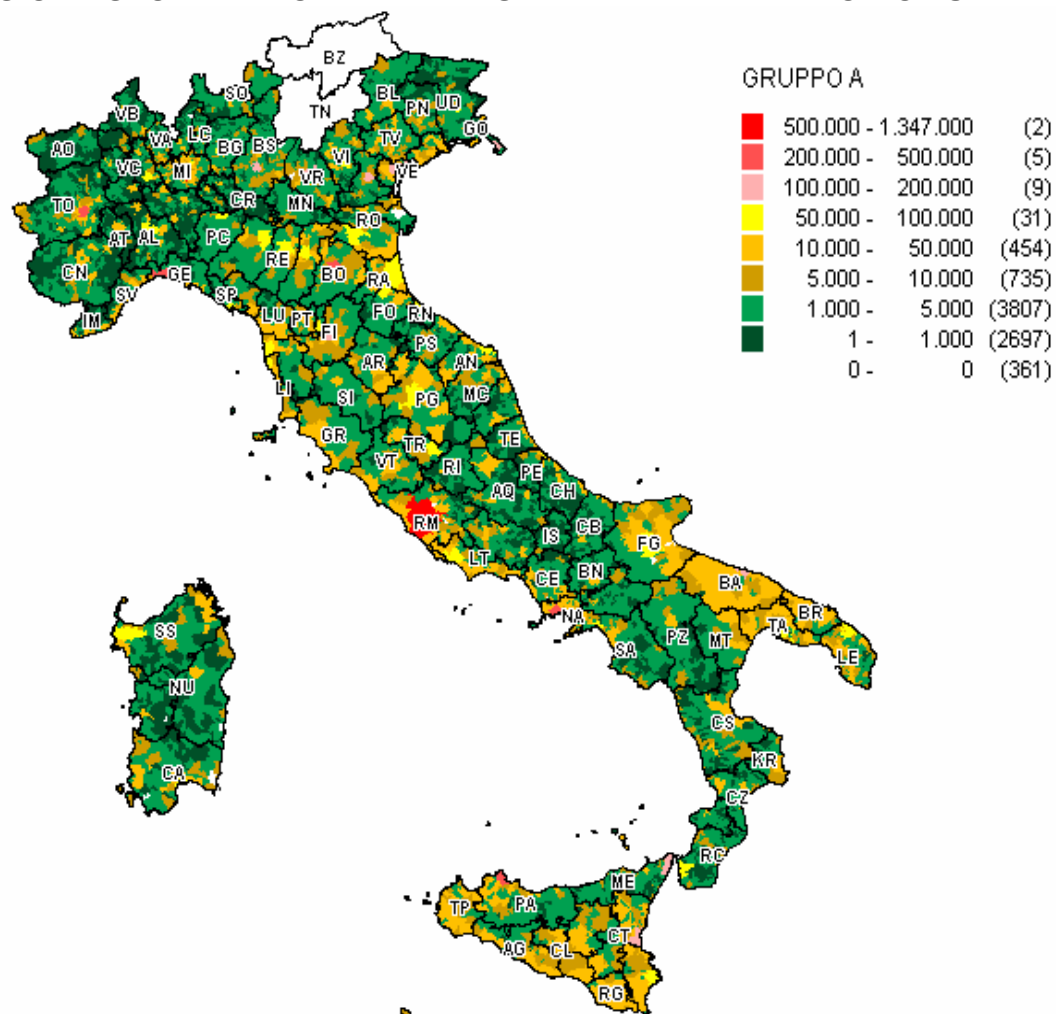 BZ
TN
SO
BL
PN
UD
GO
VB
VA
LC
BG
BS
VI
TV
AO
VC
MI
VR
VE
TO
CR
MN
RO
AT
AL
PC
RE
BO
RA
CN
GE
SP
SV
IM
LU
PT
FI
FO
RN
PS
AR
AN
MC
LI
SI
PG
GR
TR
TE
VT
RI
PE
AQ
CH
RM
IS
CB
FG
LT
CE
BN
BA
NA
BR
TA
PZ
MT
SA
LE
SS
NU
CA
CS
KR
CZ
RC
ME
TP
PA
AG
CL
CT
RG
GRUPPO A
500.000 - 1.347.000 (2)
200.000 - 500.000 (5)
100.000 - 200.000 (9)
50.000 - 100.000 (31)
10.000 - 50.000 (454)
5.000 - 10.000 (735)
1.000 - 5.000 (3807)
1 - 1.000 (2697)
0 - 0 (361)